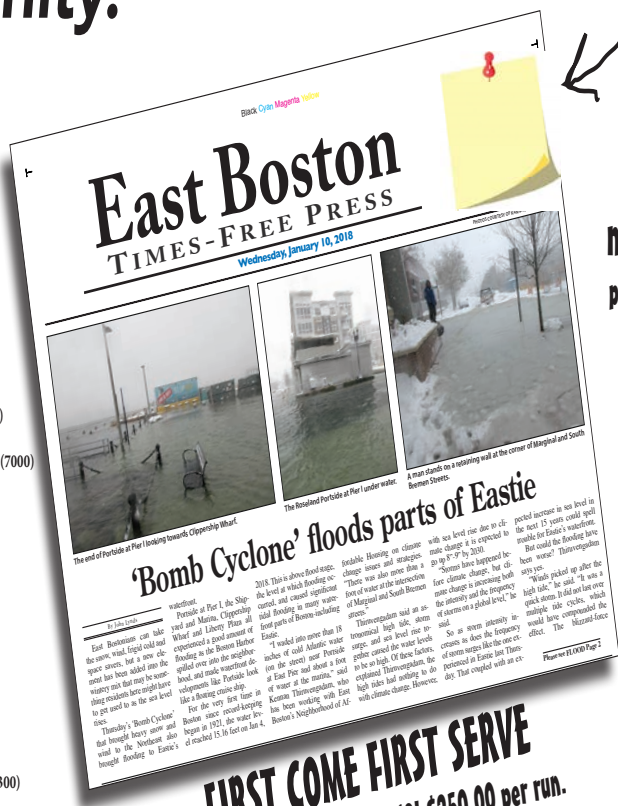 Black Cyan Magenta Yellow
East Boston
TIMES-FREE PRESS
Wednesday, January 10, 2018
The end of Portside at Pier I looking towards Clippership Wharf.
The Roseland Portside at Pier I under water.
A man stands on a retaining wall at the corner of Marginal and South
Bremen Streets.
'Bomb Cyclone' floods parts of Eastie
By John Lynds
East Bostonians can take
the snow, wind, frigid cold and
space savers, but a new ele-
ment has been added into the
wintery mix that may be some-
thing residents here might have
to get used to as the sea level
rises.
Thursday's 'Bomb Cyclone'
that brought heavy snow and
wind to the Northeast also
brought flooding to Eastie's
waterfront.
Portside at Pier I, the Ship-
yard and Marina, Clippership
Wharf and Liberty Plaza all
experienced a good amount of
flooding as the Boston Harbor
spilled over into the neighbor-
hood, and made waterfront de-
velopments like Portside look
like a floating cruise ship.
For the very first time in
Boston since record-keeping
began in 1921, the water lev-
el reached 15.16 feet on Jan 4,
2018. This is above flood stage,
the level at which flooding oc-
curred, and caused significant
tidal flooding in many water-
front parts of Boston-including
Eastie.
"I waded into more than 18
inches of cold Atlantic water
(on the street) near Portside
at East Pier and about a foot
of water at the marina," said
Kannan Thiruvengadam, who
has been working with East
Boston's Neighborhood of Af-
fordable Housing on climate
change issues and strategies.
"There was also more than a
foot of water at the intersection
of Marginal and South Bremen
streets."
Thiruvengadam said an as-
tronomical high tide, storm
surge, and sea level rise to-
gether caused the water levels
to be so high. Of these factors,
explained Thiruvengadam, the
high tides had nothing to do
with climate change. However,
with sea level rise due to cli-
mate change it is expected to
go up 8"-9" by 2030.
"Storms have happened be-
fore climate change, but cli-
mate change is increasing both
the intensity and the frequency
of storms on a global level," he
said.
So as storm intensity in-
creases as does the frequency
of storm surges like the one ex-
perienced in Eastie last Thurs-
day. That coupled with an ex-
pected increase in sea level in
the next 15 years could spell
trouble for Eastie's waterfront.
But could the flooding have
been worse? Thiruvengadam
says yes.
"Winds picked up after the
high tide," he said. "It was a
quick storm. It did not last over
multiple tide cycles, which
would have compounded the
effect. The blizzard-force
Please see FLOOD Page 2
(7000)
FIRST COME FIRST SERVE
$350.00 per run.